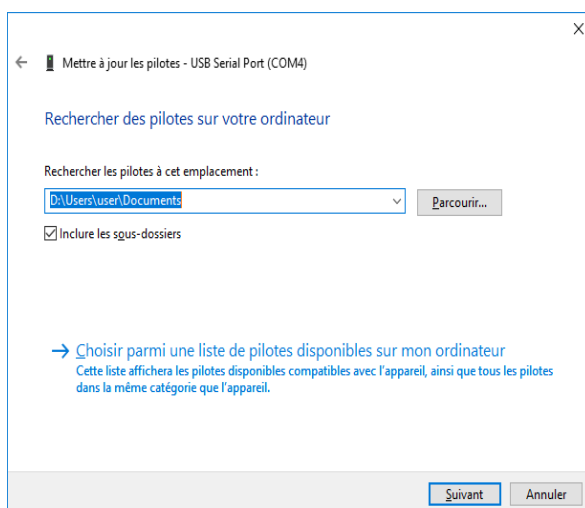 Mettre à jour les pilotes - USB Serial Port (COM4)
Rechercher des pilotes sur votre ordinateur
Rechercher les pilotes à cet emplacement :
D:\Users\user\Documents
Parcourir...
Inclure les sous-dossiers
Choisir parmi une liste de pilotes disponibles sur mon ordinateur
Cette liste affichera les pilotes disponibles compatibles avec l'appareil, ainsi que tous les pilotes
dans la même catégorie que l'appareil.
Suivant
Annuler